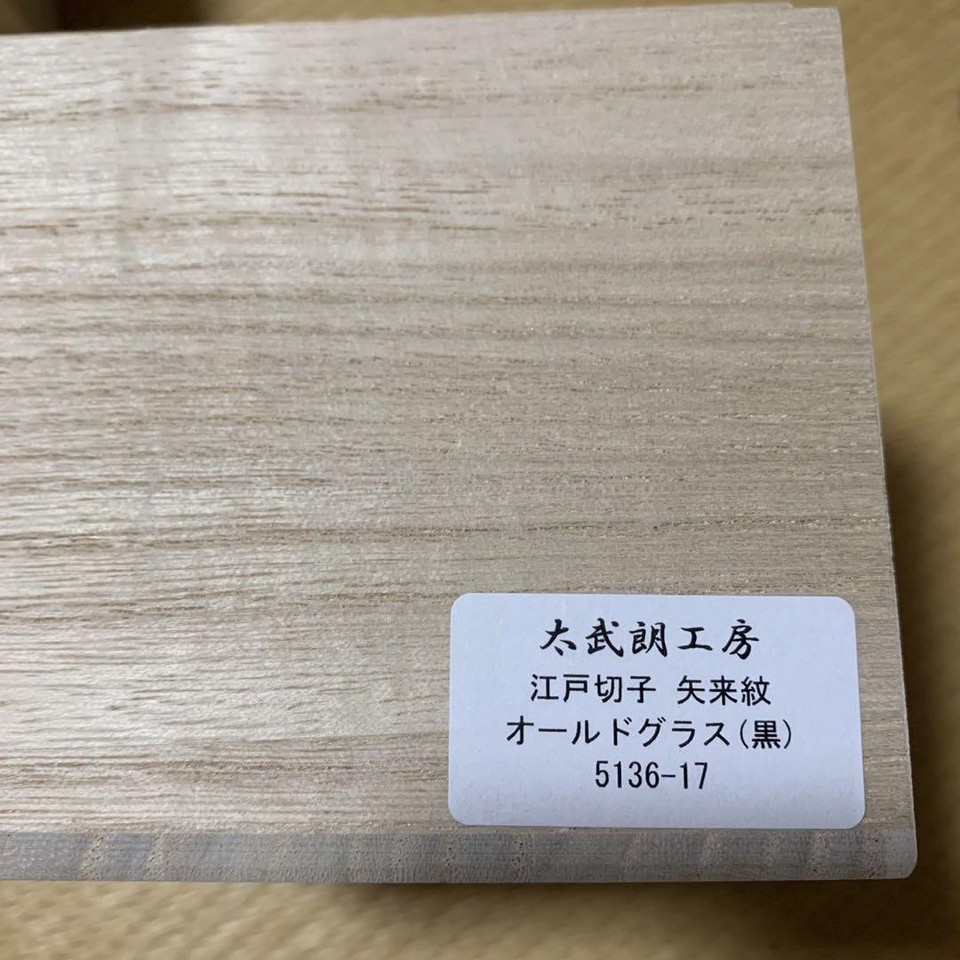 太武朗工房
江戸切子 矢来紋
オールドグラス(黒)
5136-17